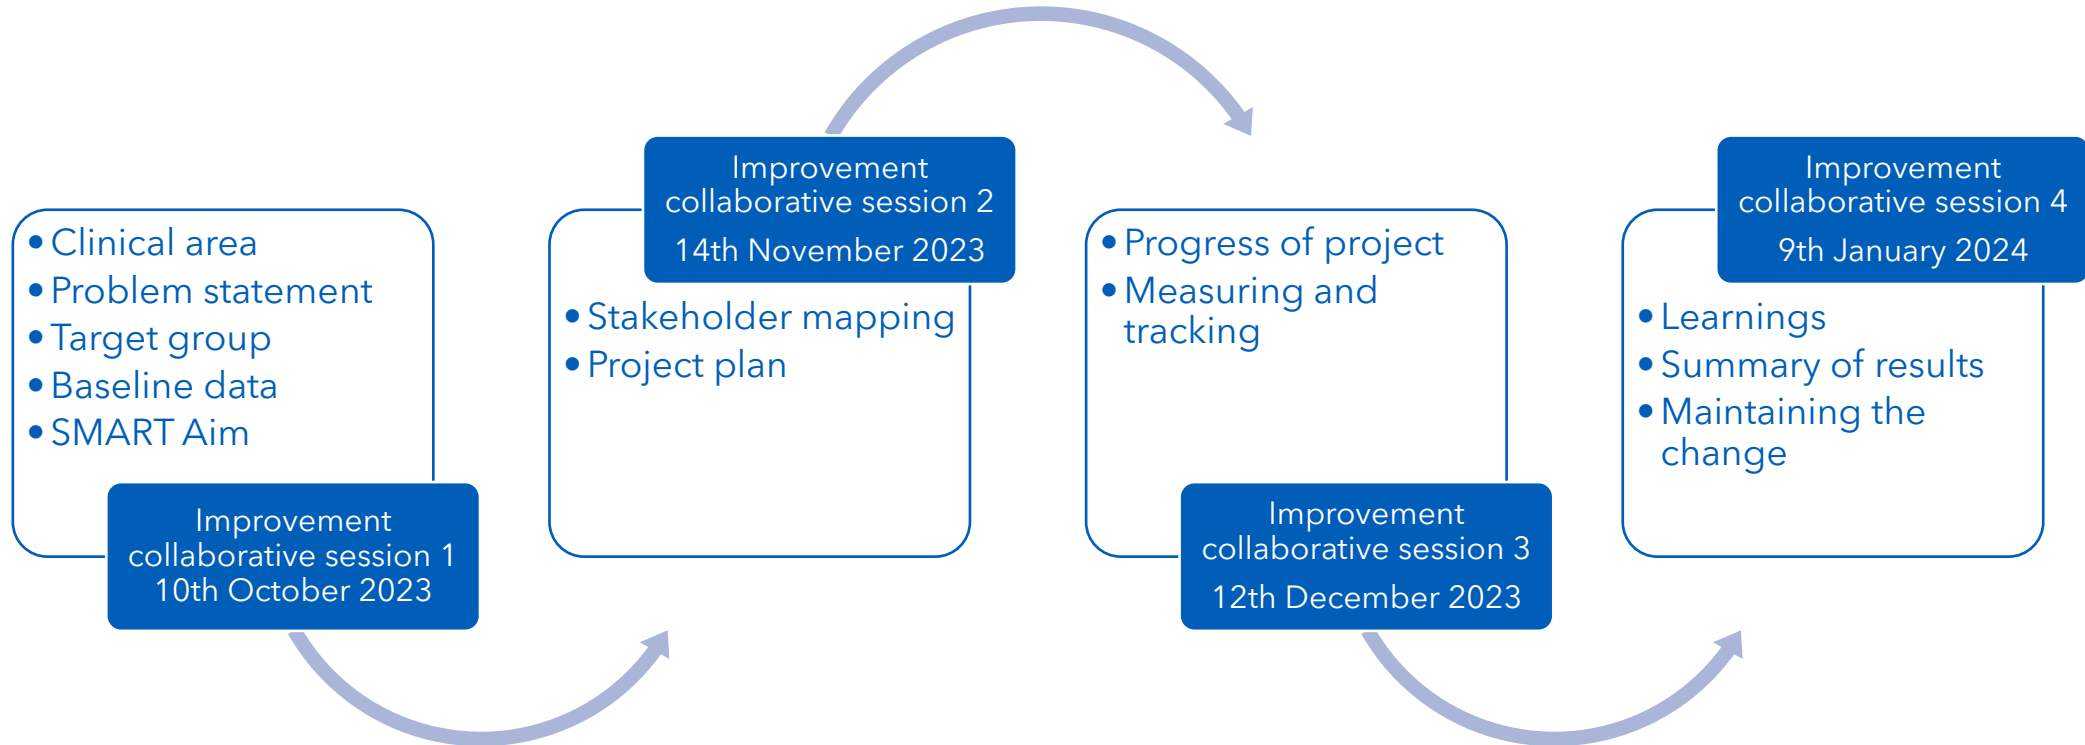 • Clinical area
• Problem statement
• Target group
• Baseline data
• SMART Aim
Improvement
collaborative session 1
10th October 2023
Improvement
collaborative session 2
14th November 2023
• Stakeholder mapping
• Project plan
• Progress of project
• Measuring and
tracking
Improvement
collaborative session 3
12th December 2023
Improvement
collaborative session 4
9th January 2024
• Learnings
• Summary of results
• Maintaining the
change